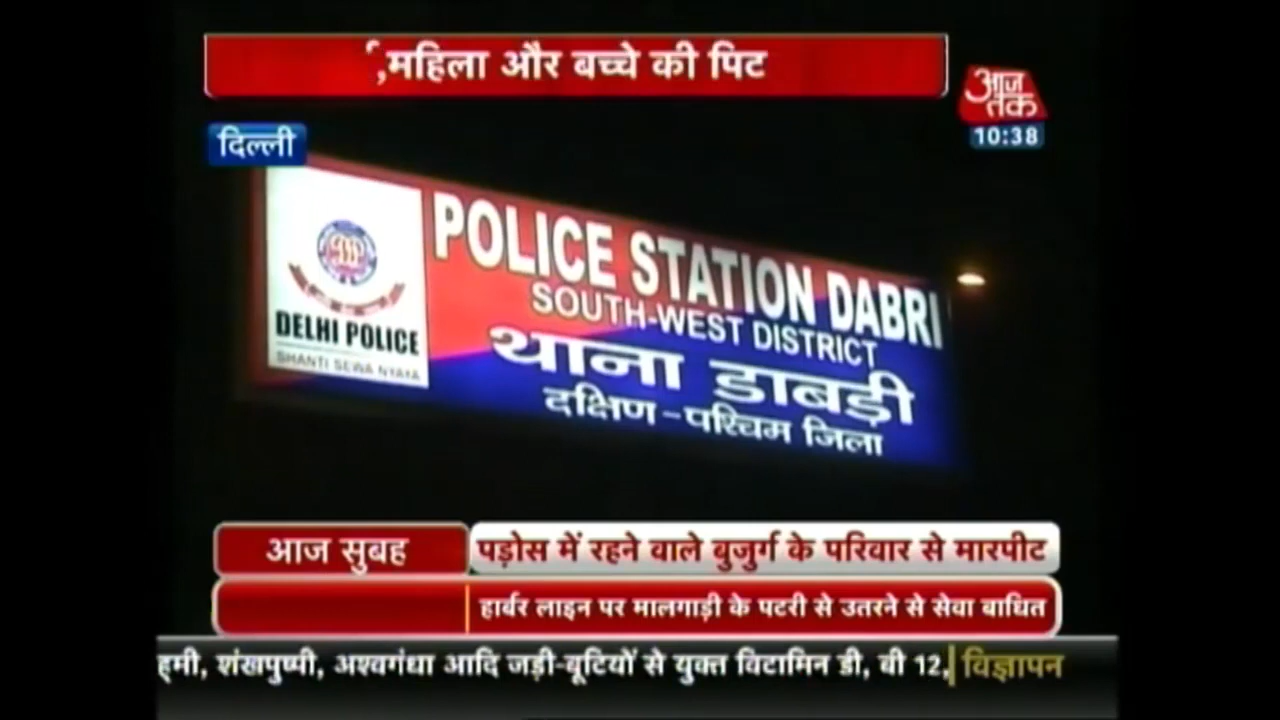 ,महिला और बच्चे की पिट
आज
तक
10:38
दिल्ली
POLICE STATION DABRI
SOUTH-WEST DISTRICT
थाना डाबड़ी
दक्षिण-पश्चिम जिला
DELHI POLICE
SHANTI SEWA NYAYA
आज सुबह
पड़ोस में रहने वाले बुजुर्ग के परिवार से मारपीट
हार्बर लाइन पर मालगाड़ी के पटरी से उतरने से सेवा बाधित
शंखपुष्पी, अश्वगंधा आदि जड़ी-बूटियों से युक्त विटामिन डी, बी 12, विज्ञापन